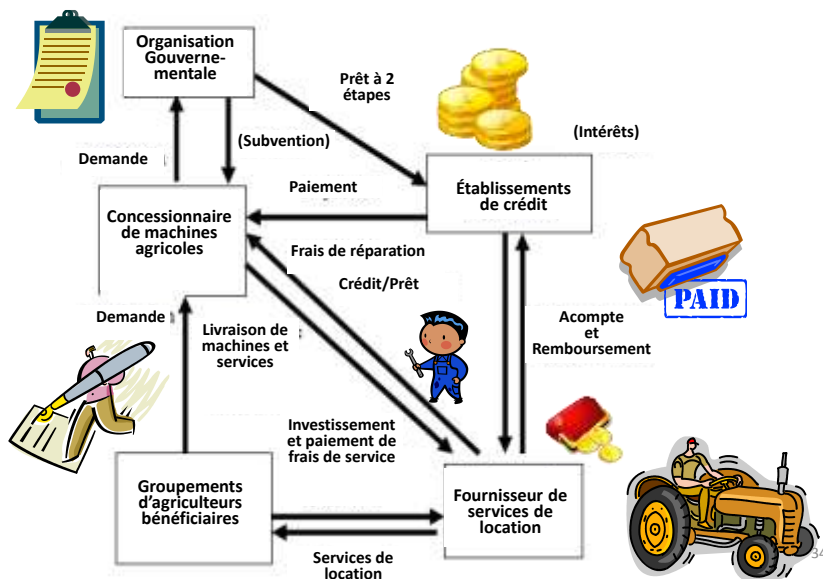 Organisation
Gouverne-
mentale
Prêt à 2
étapes
(Intérêts)
(Subvention)
Demande
Paiement
Établissements
de crédit
Concessionnaire
de machines
agricoles
Frais de réparation
Crédit/Prêt
PAID
Demande
Livraison de
machines et
services
Acompte
et
Remboursement
Investissement
et paiement de
frais de service
Groupements
d'agriculteurs
bénéficiaires
Fournisseur de
services de
location
Services de
location
34